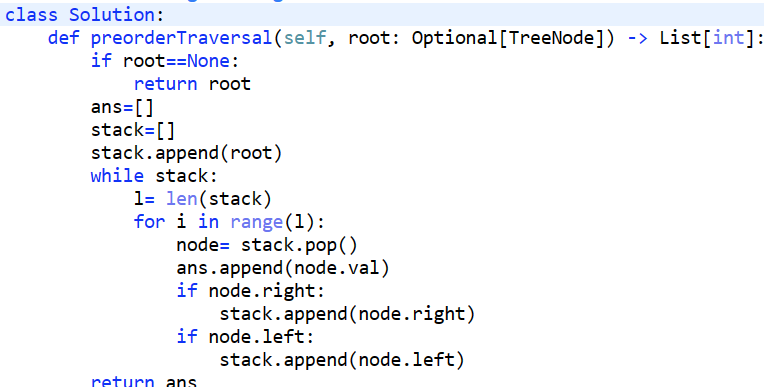 class Solution:
    def preorderTraversal(self, root: Optional[TreeNode]) -> List[int]:
        if root==None:
            return root
        ans=[]
        stack=[]
        stack.append(root)
        while stack:
            l= len(stack)
            for i in range(l):
                node= stack.pop()
                ans.append(node.val)
                if node.right:
                    stack.append(node.right)
                if node.left:
                    stack.append(node.left)
        return ans